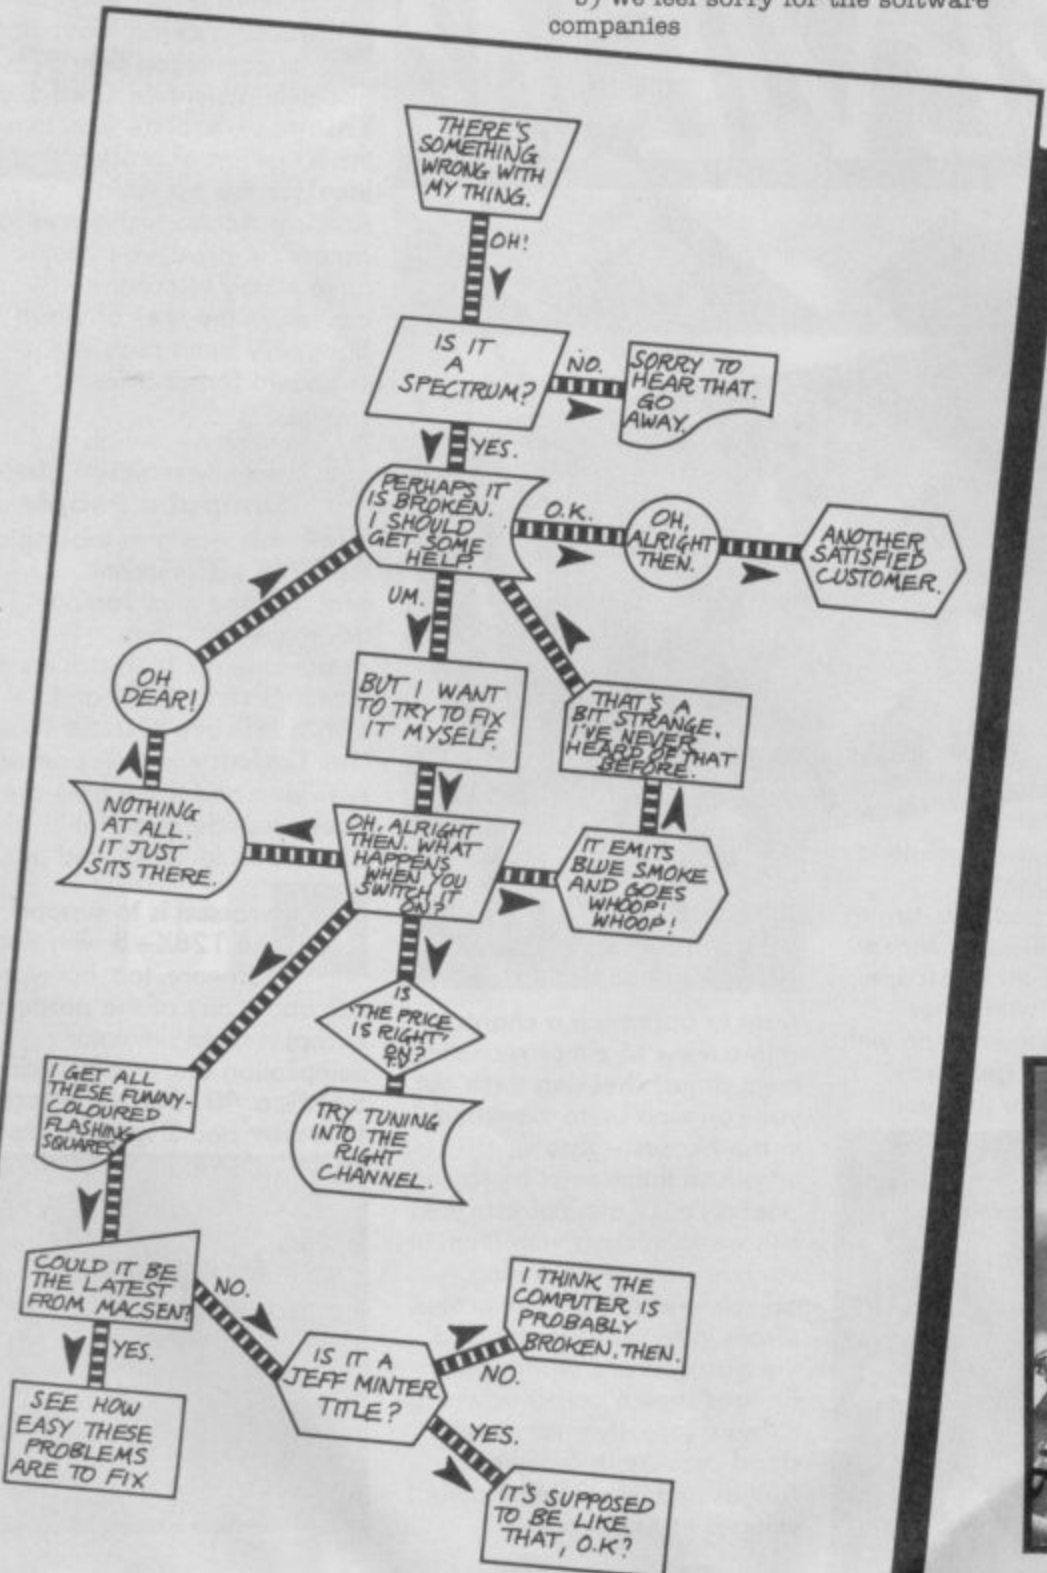 b) we feel sorry for the software
companies
THERE'S
SOMETHING
WRONG WITH
MY THING.
OH!
IS IT
A
SPECTRUM?
NO.
SORRY TO
HEAR THAT.
GO
AWAY.
YES.
PERHAPS IT
IS BROKEN.
I SHOULD
GET SOME
HELP.
O.K.
OH,
ALRIGHT
THEN.
ANOTHER
SATISFIED
CUSTOMER.
UM.
OH
DEAR!
BUT I WANT
TO TRY TO FIX
IT MYSELF.
THAT'S A
BIT STRANGE.
I'VE NEVER
HEARD OF THAT
BEFORE.
NOTHING
AT ALL.
IT JUST
SITS THERE.
OH, ALRIGHT
THEN. WHAT
HAPPENS
WHEN YOU
SWITCH IT
ON?
IT EMITS
BLUE SMOKE
AND GOES
WHOOP!
WHOOP!
IS
'THE PRICE
IS RIGHT'
ON?
T.V
I GET ALL
THESE FUNNY-
COLOURED
FLASHING
SQUARES.
TRY TUNING
INTO THE
RIGHT
CHANNEL.
COULD IT BE
THE LATEST
FROM MACSEN?
NO.
YES.
SEE HOW
EASY THESE
PROBLEMS
ARE TO FIX
IS IT A
JEFF MINTER
TITLE?
I THINK THE
COMPUTER IS
PROBABLY
BROKEN. THEN.
NO.
YES.
IT'S SUPPOSED
TO BE LIKE
THAT, O.K?